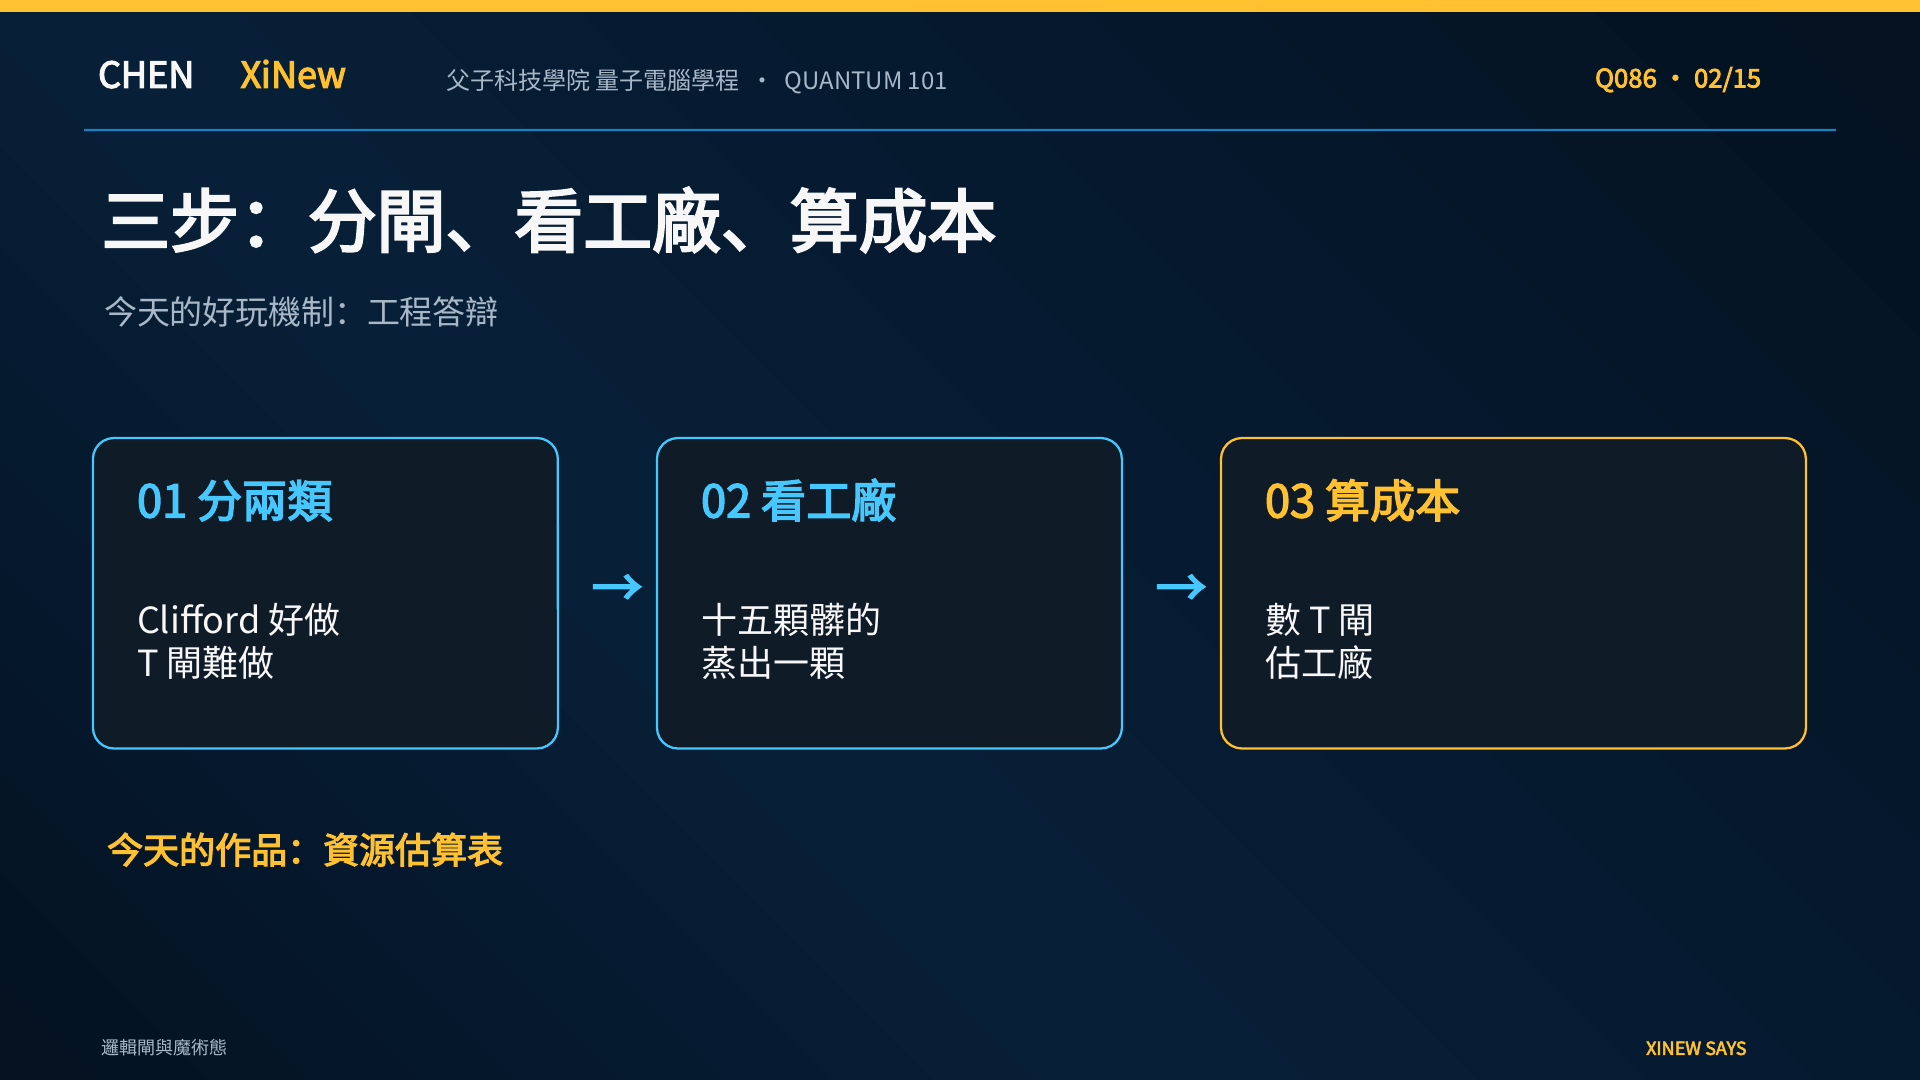 CHEN XiNew 父子科技學院 量子電腦學程 · QUANTUM 101
Q086 · 02/15
三步：分閘、看工廠、算成本
今天的好玩機制：工程答辯
01 分兩類
Clifford 好做
T 閘難做
→
02 看工廠
十五顆髒的
蒸出一顆
→
03 算成本
數 T 閘
估工廠
今天的作品：資源估算表
邏輯閘與魔術態
XINEW SAYS